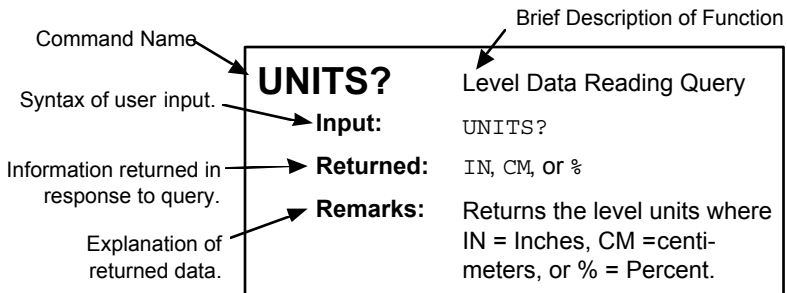 Brief Description of Function
Command Name
UNITS? Level Data Reading Query
Syntax of user input.
Input: UNITS?
Information returned in
response to query.
Returned: IN, CM, or %
Explanation of
returned data.
Remarks: Returns the level units where
IN = Inches, CM =centi-
meters, or % = Percent.